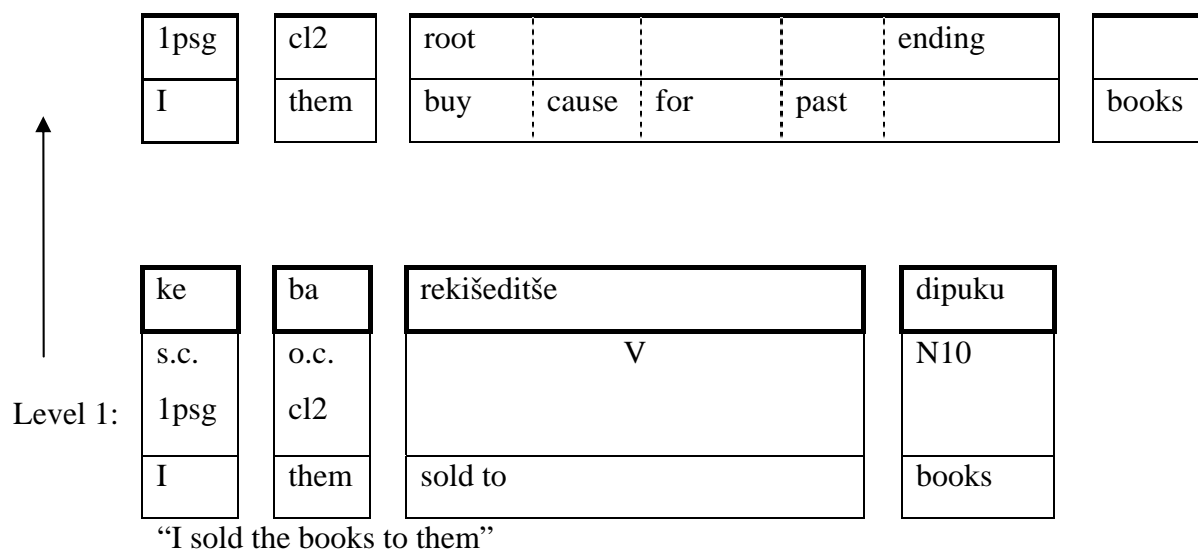 1psg cl2 root ending
I them buy cause for past books
ke ba rekišeditše dipuku
s.c. o.c. V N10
Level 1: 1psg cl2
I them sold to books
“I sold the books to them”